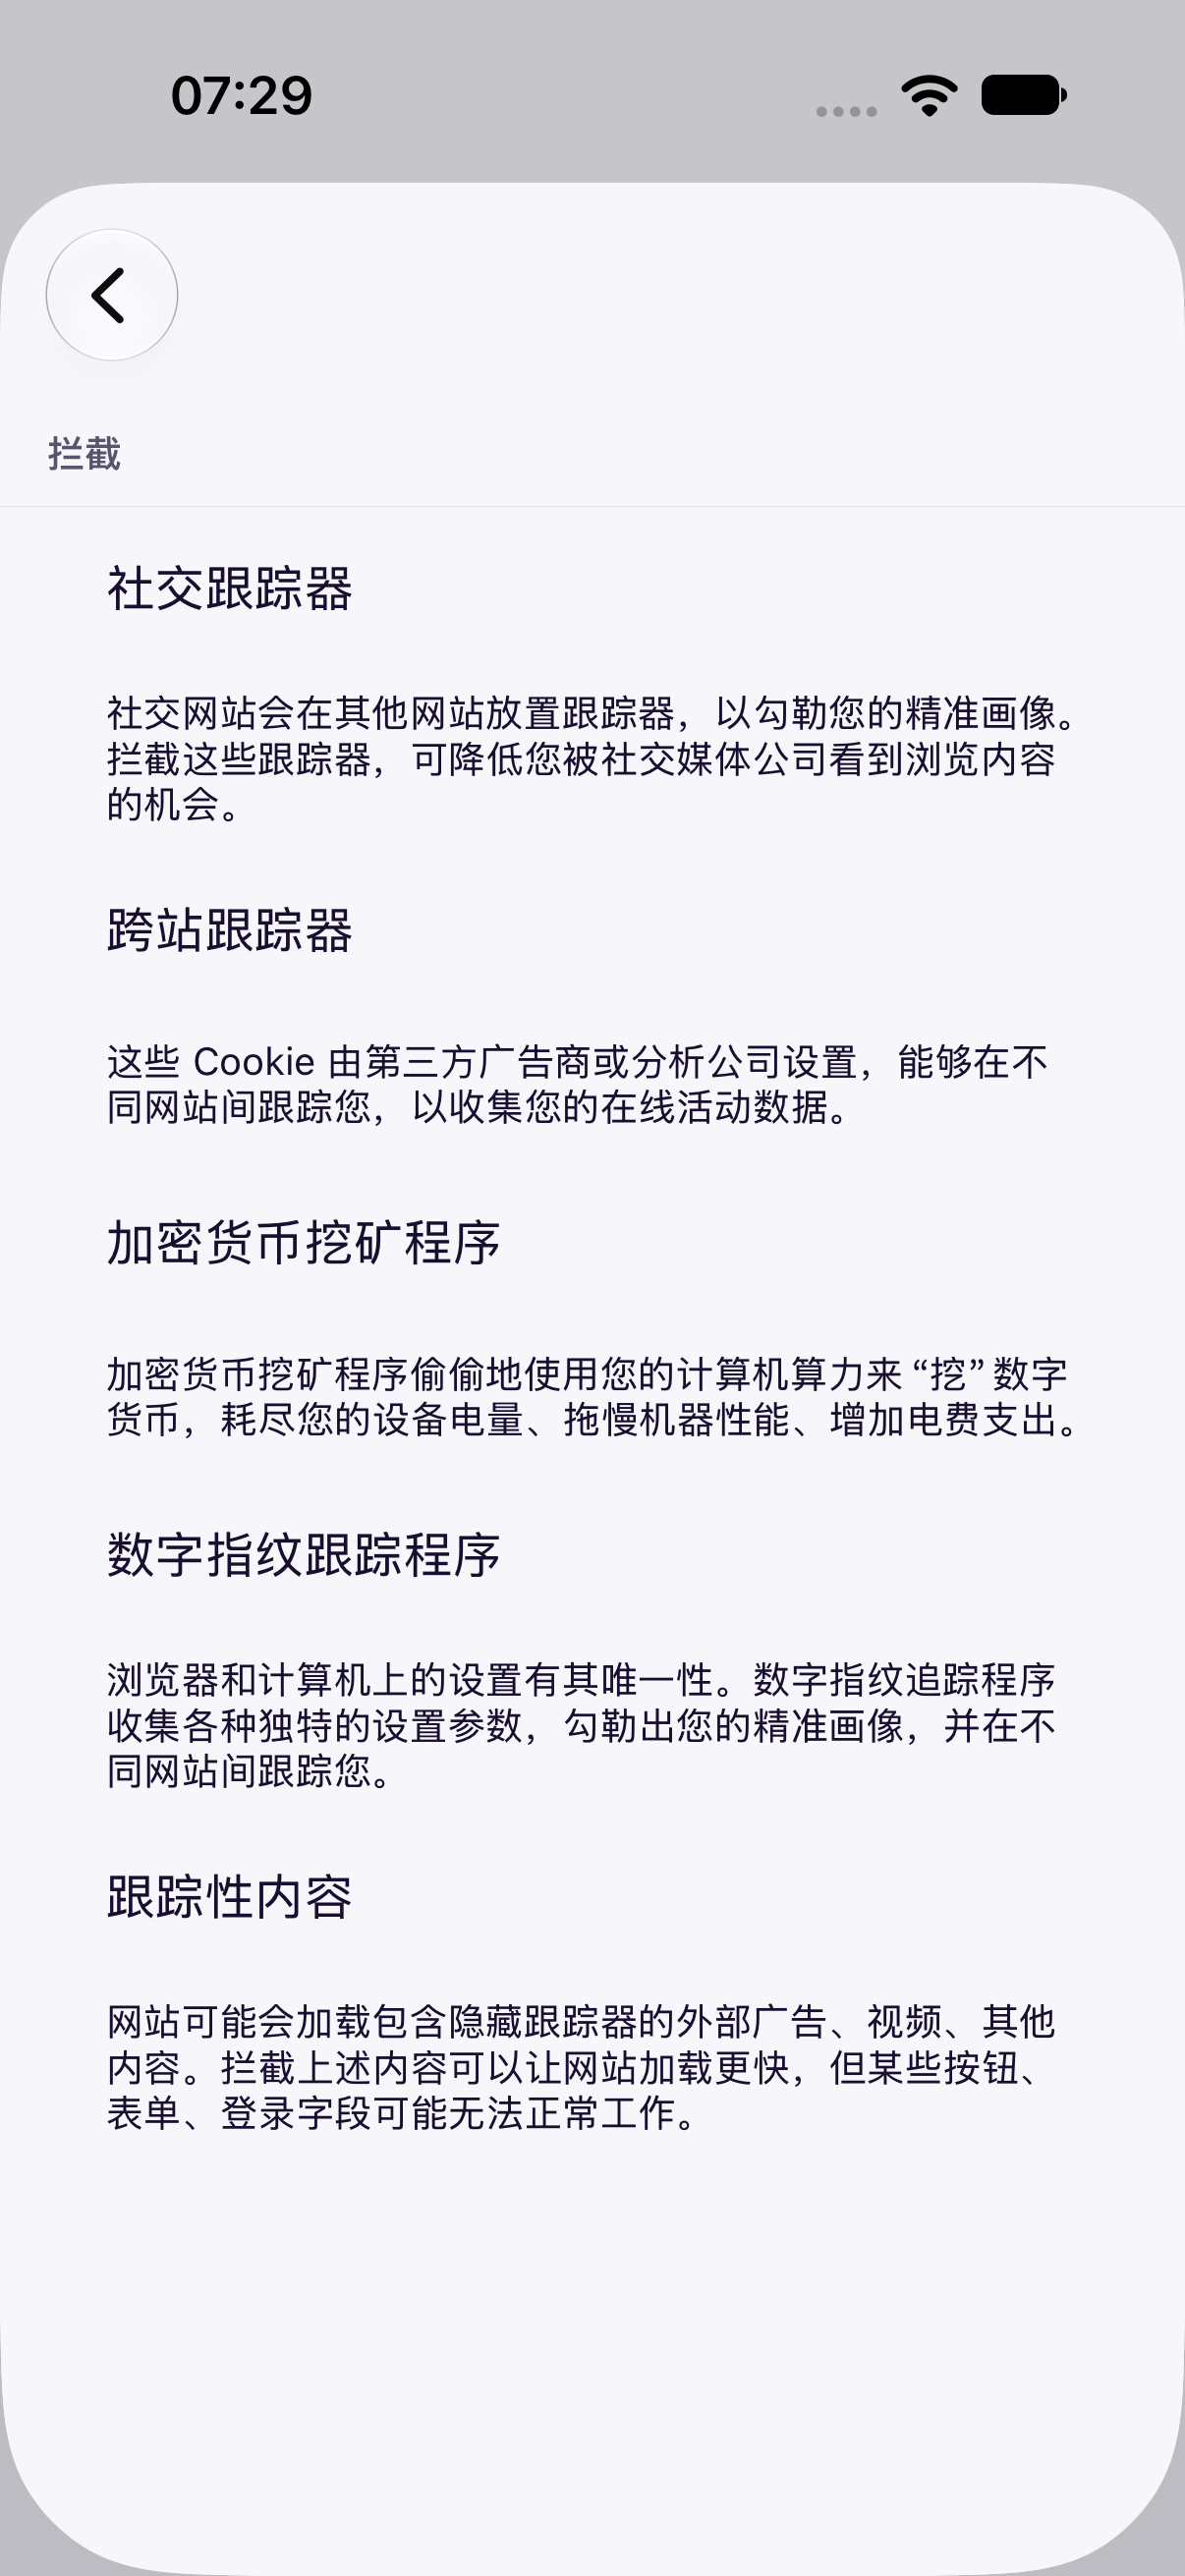 07:29
拦截
社交跟踪器
社交网站会在其他网站放置跟踪器，以勾勒您的精准画像。
拦截这些跟踪器，可降低您被社交媒体公司看到浏览内容
的机会。
跨站跟踪器
这些 Cookie 由第三方广告商或分析公司设置，能够在不
同网站间跟踪您，以收集您的在线活动数据。
加密货币挖矿程序
加密货币挖矿程序偷偷地使用您的计算机算力来 “挖” 数字
货币，耗尽您的设备电量、拖慢机器性能、增加电费支出。
数字指纹跟踪程序
浏览器和计算机上的设置有其唯一性。数字指纹追踪程序
收集各种独特的设置参数，勾勒出您的精准画像，并在不
同网站间跟踪您。
跟踪性内容
网站可能会加载包含隐藏跟踪器的外部广告、视频、其他
内容。拦截上述内容可以让网站加载更快，但某些按钮、
表单、登录字段可能无法正常工作。